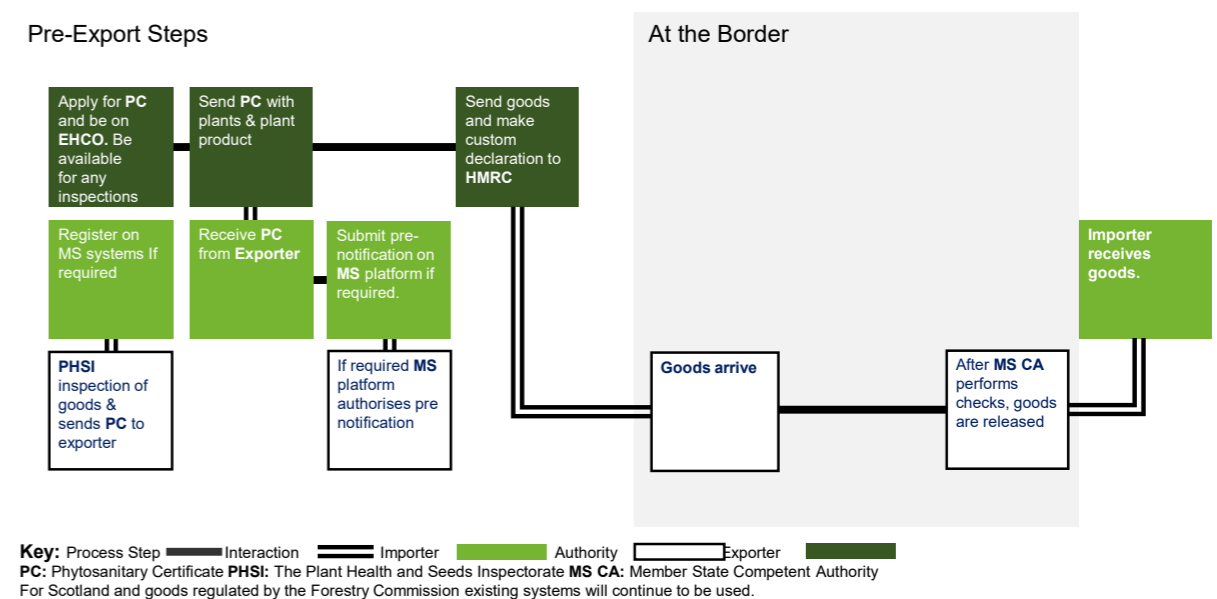 Pre-Export Steps
At the Border
Apply for PC
and be on
EHCO. Be
available
for any
inspections
Send PC with
plants & plant
product
Send goods
and make
custom
declaration to
HMRC
Register on
MS systems If
required
Receive PC
from Exporter
Submit pre-
notification on
MS platform if
required.
Importer
receives
goods.
PHSI
inspection of
goods &
sends PC to
exporter
If required MS
platform
authorises pre
notification
Goods arrive
After MS CA
performs
checks, goods
are released
Key: Process Step Interaction Importer Authority Exporter
PC: Phytosanitary Certificate PHSI: The Plant Health and Seeds Inspectorate MS CA: Member State Competent Authority
For Scotland and goods regulated by the Forestry Commission existing systems will continue to be used.